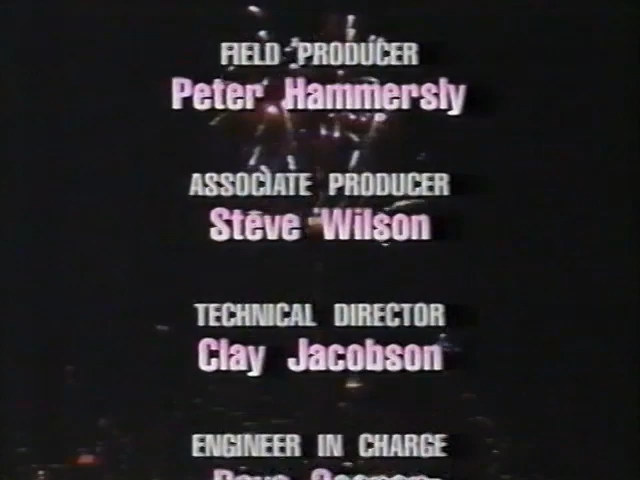 FIELD PRODUCER
Peter Hammersly
ASSOCIATE PRODUCER
Steve Wilson
TECHNICAL DIRECTOR
Clay Jacobson
ENGINEER IN CHARGE